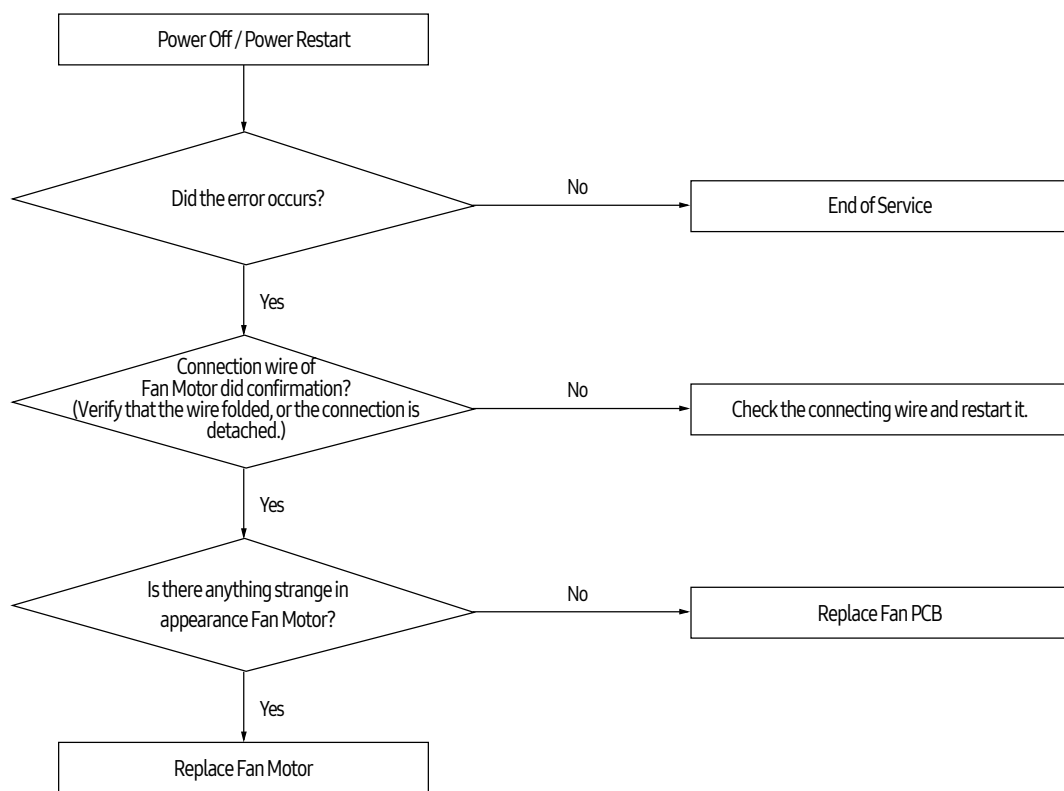 Power Off / Power Restart
Did the error occurs?
No
End of Service
Yes
Connection wire of
Fan Motor did confirmation?
(Verify that the wire folded, or the connection is
detached.)
No
Check the connecting wire and restart it.
Yes
Is there anything strange in
appearance Fan Motor?
No
Replace Fan PCB
Yes
Replace Fan Motor